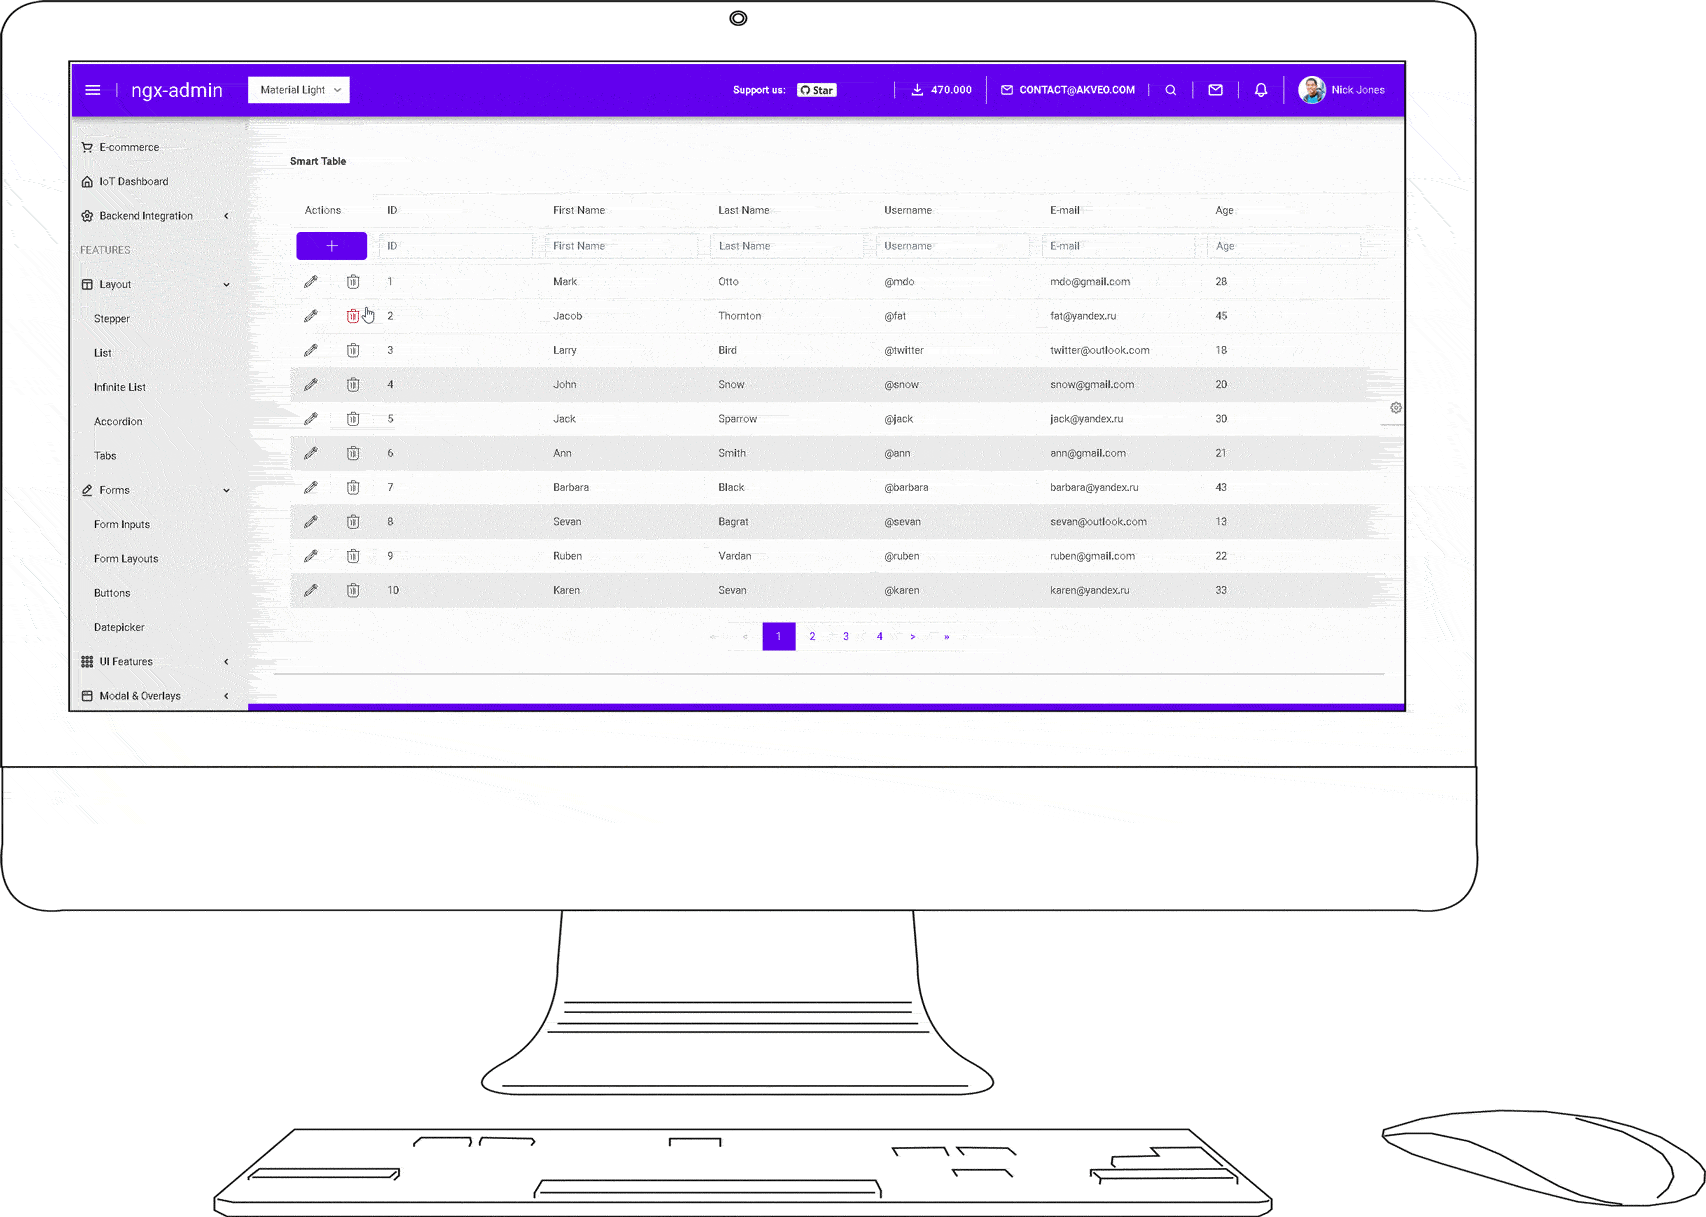 ngx-admin Material Light Support us: Star 470.000 CONTACT@AKVEO.COM Nick Jones
E-commerce
IoT Dashboard
Backend Integration
FEATURES
Layout
Stepper
List
Infinite List
Accordion
Tabs
Forms
Form Inputs
Form Layouts
Buttons
Datepicker
UI Features
Modal & Overlays
Smart Table
Actions ID First Name Last Name Username E-mail Age
ID First Name Last Name Username E-mail Age
1 Mark Otto @mdo mdo@gmail.com 28
2 Jacob Thornton @fat fat@yandex.ru 45
3 Larry Bird @twitter twitter@outlook.com 18
4 John Snow @snow snow@gmail.com 20
5 Jack Sparrow @jack jack@yandex.ru 30
6 Ann Smith @ann ann@gmail.com 21
7 Barbara Black @barbara barbara@yandex.ru 43
8 Sevan Bagrat @sevan sevan@outlook.com 13
9 Ruben Vardan @ruben ruben@gmail.com 22
10 Karen Sevan @karen karen@yandex.ru 33
« < 1 2 3 4 > »